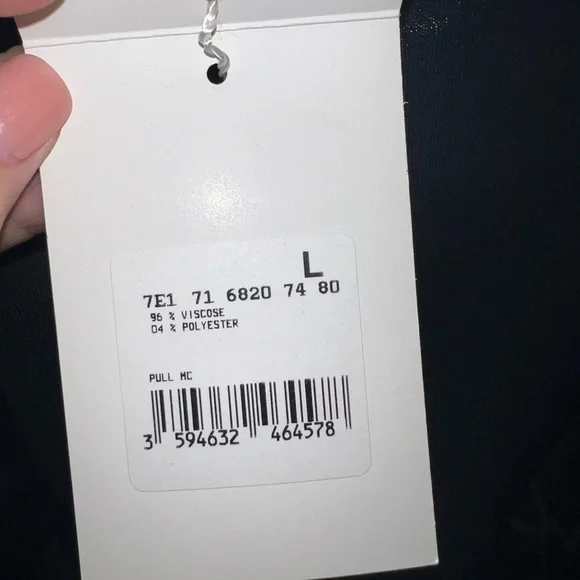 L
7E1 71 6820 74 80
96 % VISCOSE
04 % POLYESTER
PULL MC
3 594632 464578